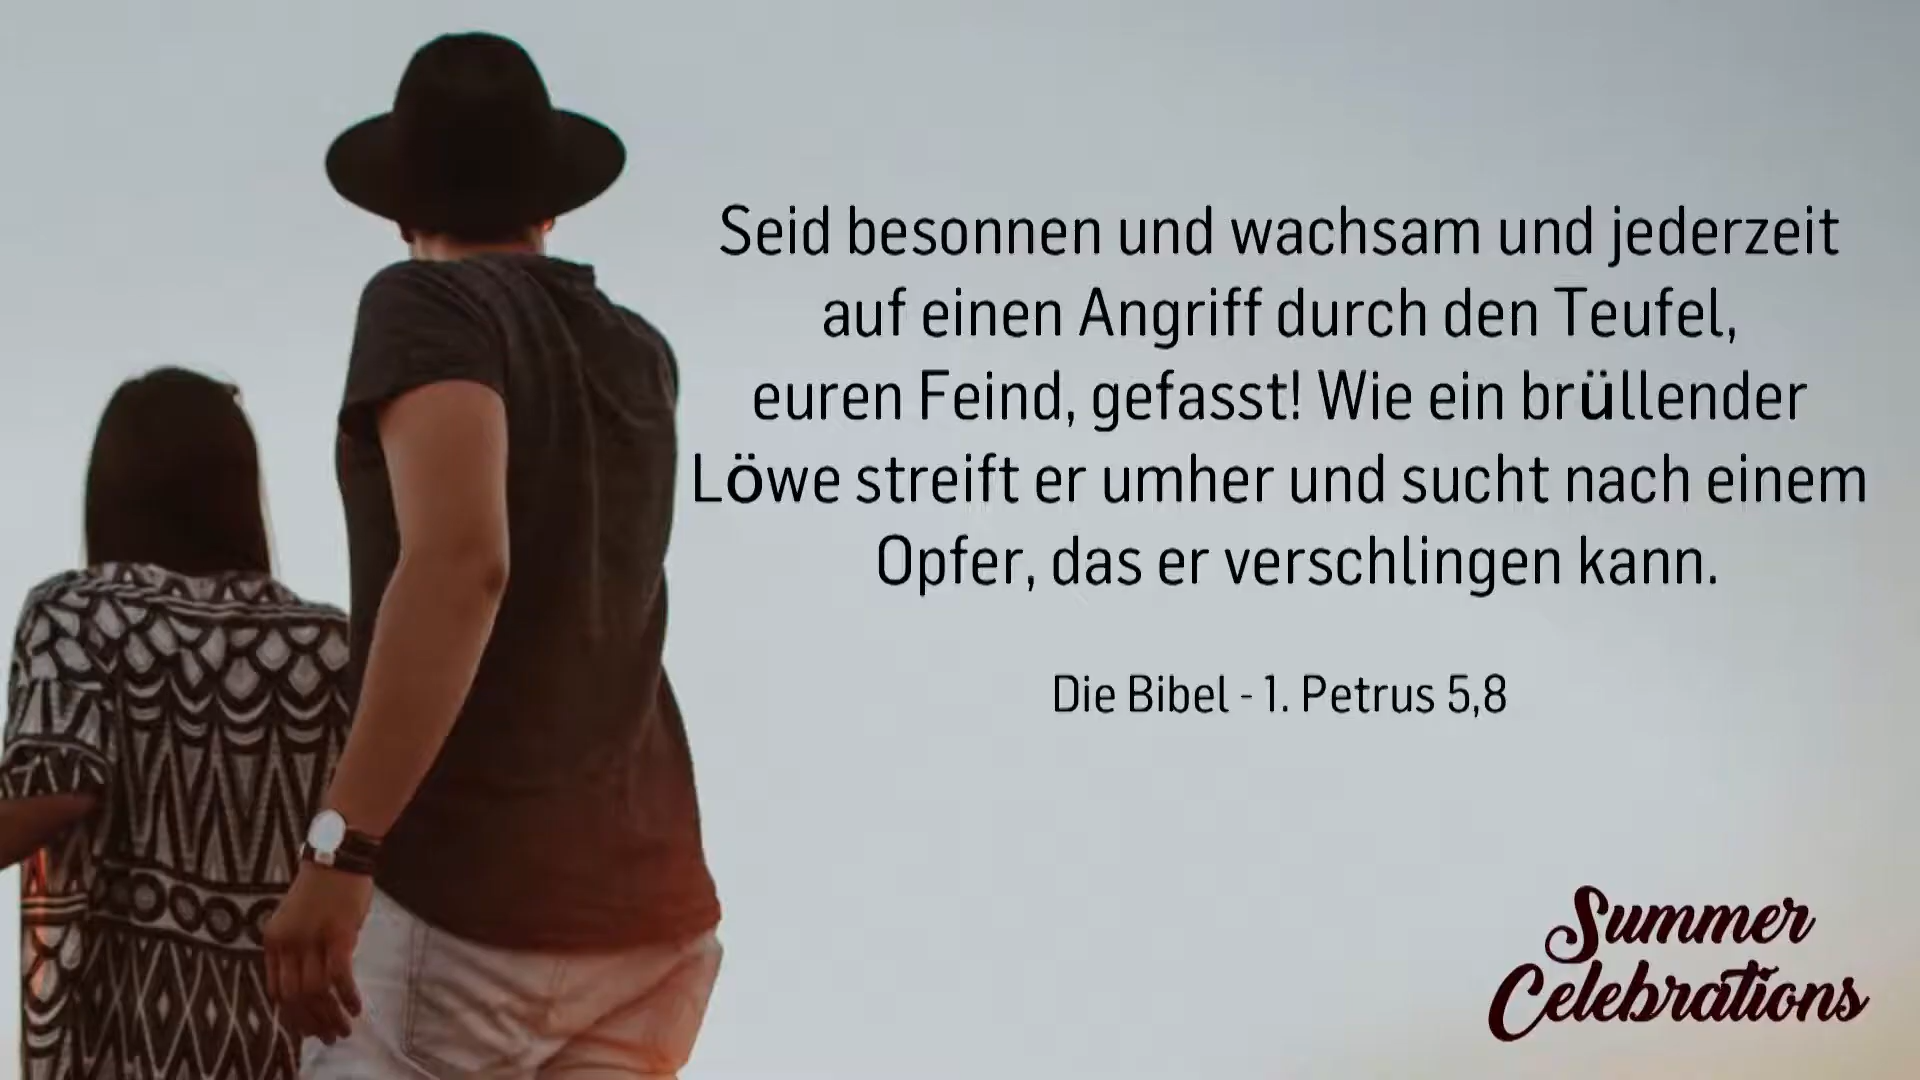 Seid besonnen und wachsam und jederzeit
auf einen Angriff durch den Teufel,
euren Feind, gefasst! Wie ein brüllender
Löwe streift er umher und sucht nach einem
Opfer, das er verschlingen kann.
Die Bibel - 1. Petrus 5,8
Summer
Celebrations